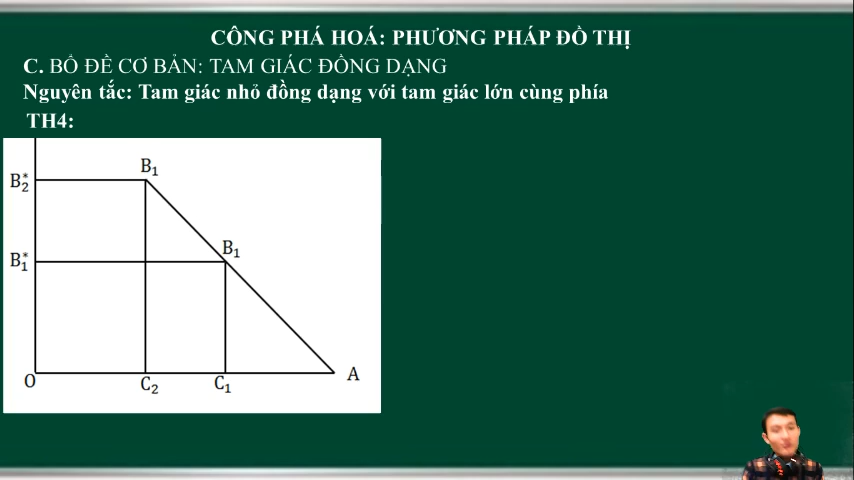 CÔNG PHÁ HOÁ: PHƯƠNG PHÁP ĐỒ THỊ
C. BỔ ĐỀ CƠ BẢN: TAM GIÁC ĐỒNG DẠNG
Nguyên tắc: Tam giác nhỏ đồng dạng với tam giác lớn cùng phía
TH4:
B₁
B₂*
B₁
B₁*
O
C₂
C₁
A